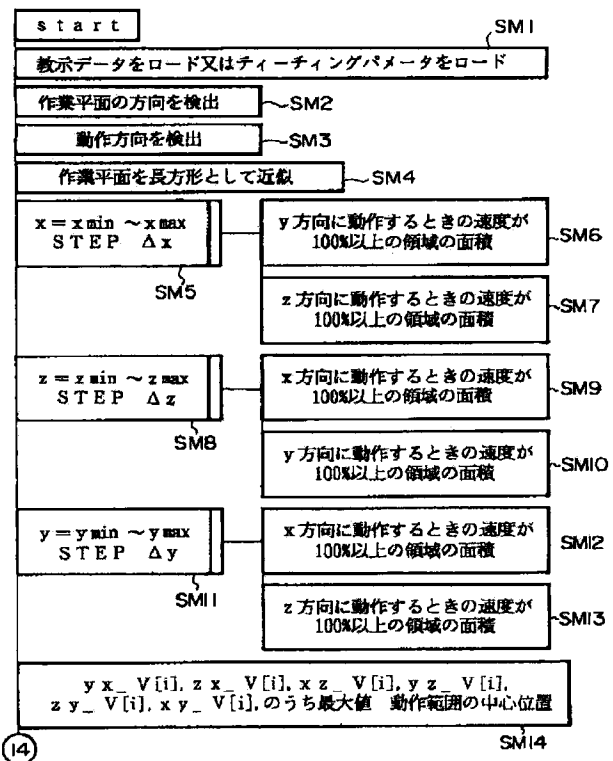 start
SM1
教示データをロード又はティーチングパメータをロード
作業平面の方向を検出
SM2
動作方向を検出
SM3
作業平面を長方形として近似
SM4
x=xmin ~xmax
STEP Δx
SM5
y方向に動作するときの速度が
100%以上の領域の面積
SM6
z方向に動作するときの速度が
100%以上の領域の面積
SM7
z=zmin ~zmax
STEP Δz
SM8
x方向に動作するときの速度が
100%以上の領域の面積
SM9
y方向に動作するときの速度が
100%以上の領域の面積
SM10
y=ymin ~ymax
STEP Δy
SM11
x方向に動作するときの速度が
100%以上の領域の面積
SM12
z方向に動作するときの速度が
100%以上の領域の面積
SM13
yx_V[i], zx_V[i], xz_V[i], yz_V[i],
zy_V[i], xy_V[i],のうち最大値 動作範囲の中心位置
SM14
14